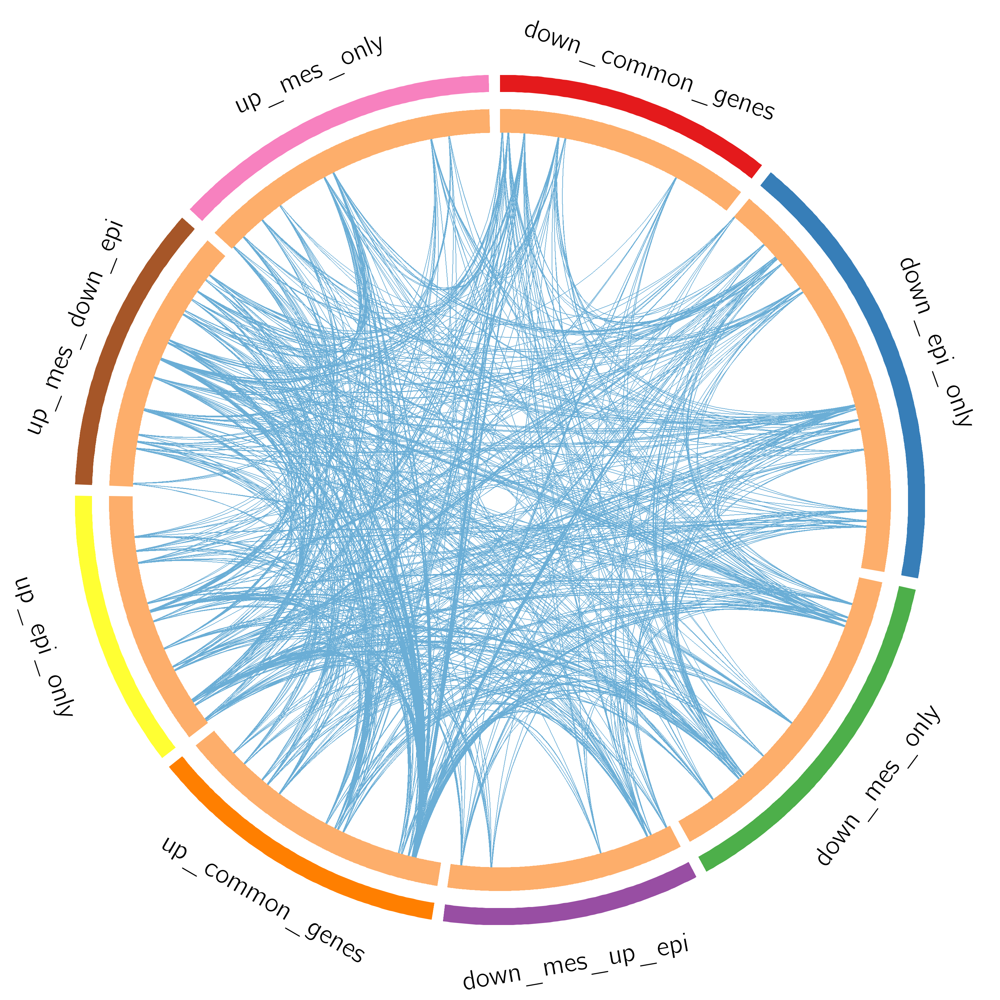 down_common_genes
down_epi_only
down_mes_only
down_mes_up_epi
up_common_genes
up_epi_only
up_mes_down_epi
up_mes_only